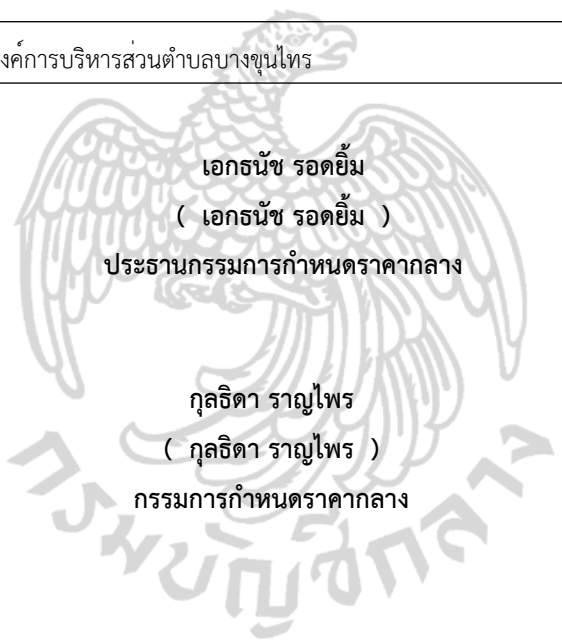 งค์การบริหารส่วนตำบลบางขุนไทร
เอกธนัช รอดยิ้ม
( เอกธนัช รอดยิ้ม )
ประธานกรรมการกำหนดราคากลาง
กุลธิดา ราญไพร
( กุลธิดา ราญไพร )
กรรมการกำหนดราคากลาง
กรมบัญชีกลาง